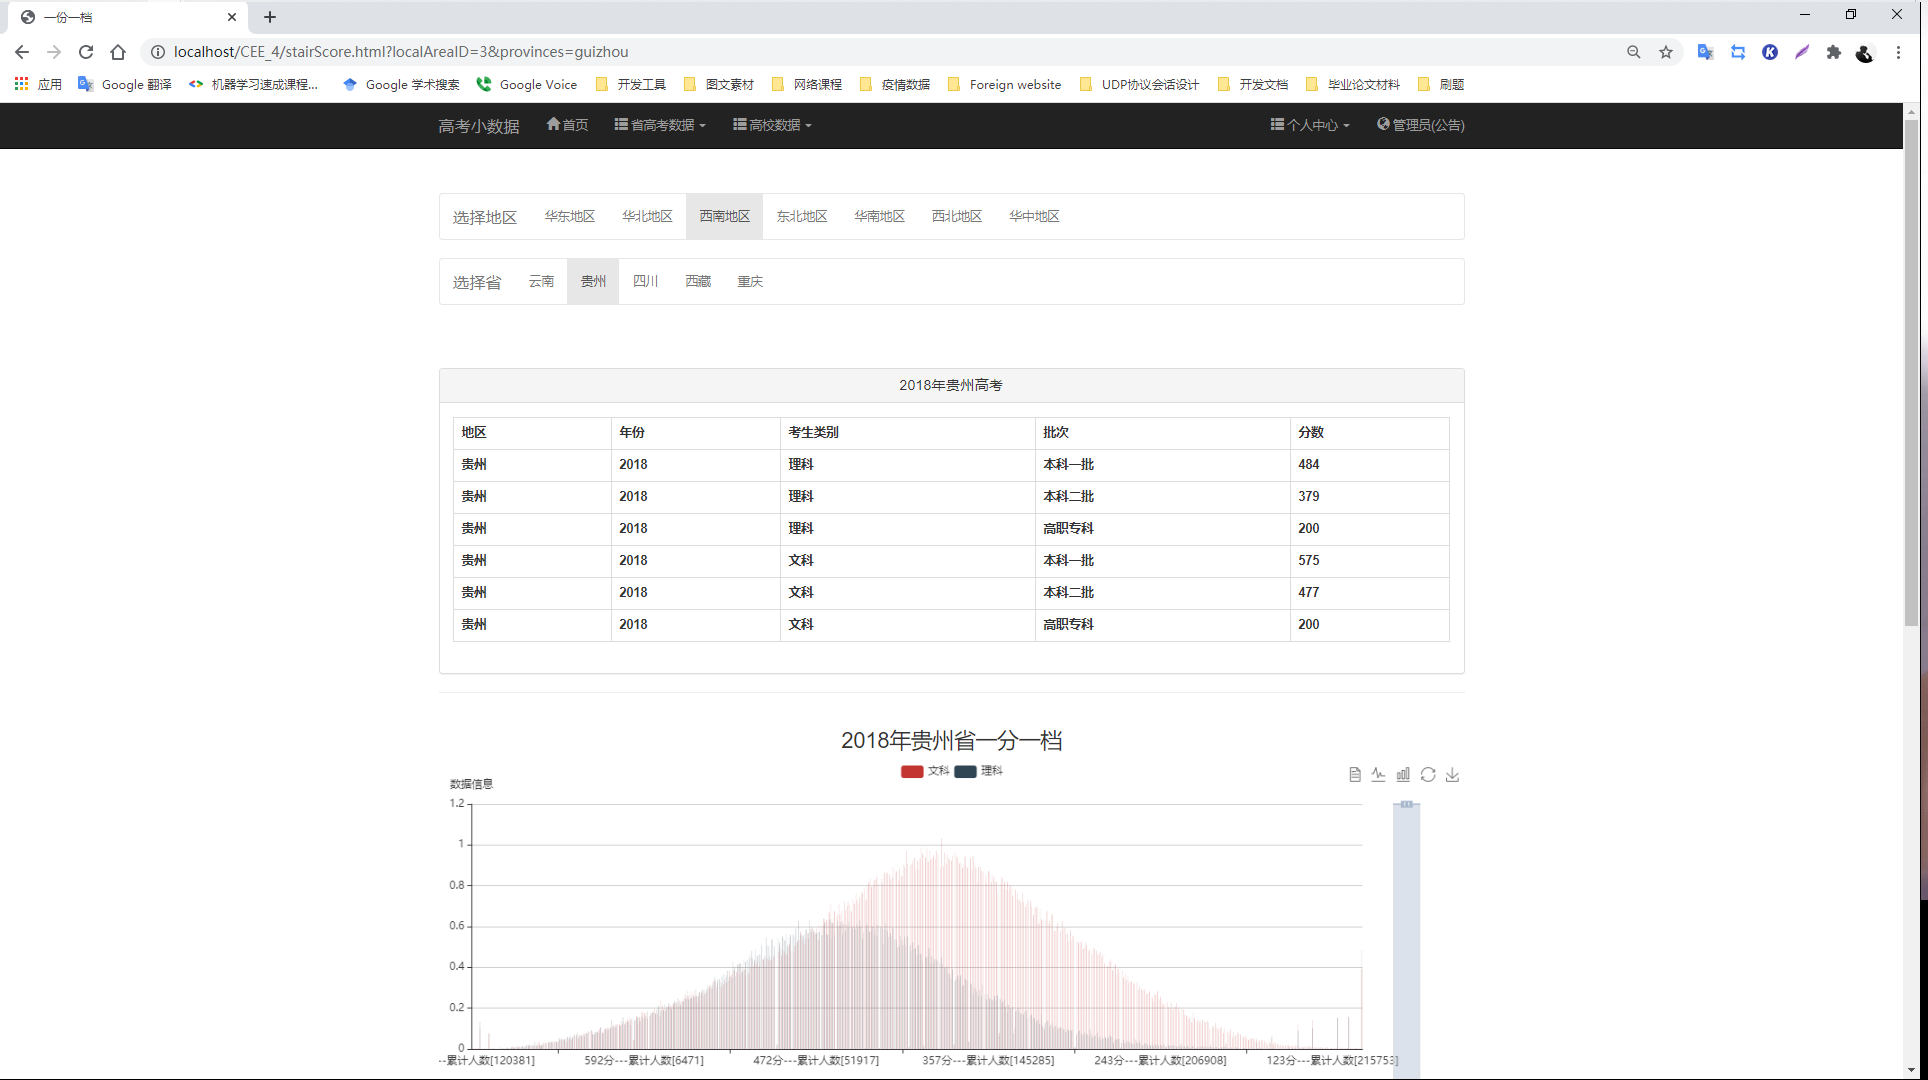 一份一档
localhost/CEE_4/stairScore.html?localAreaID=3&provinces=guizhou
应用 Google 翻译 机器学习速成课程... Google 学术搜索 Google Voice 开发工具 图文素材 网络课程 疫情数据 Foreign website UDP协议会话设计 开发文档 毕业论文材料 刷题
高考小数据 首页 省高考数据 高校数据 个人中心 管理员(公告)
选择地区 华东地区 华北地区 西南地区 东北地区 华南地区 西北地区 华中地区
选择省 云南 贵州 四川 西藏 重庆
2018年贵州高考
地区 年份 考生类别 批次 分数
贵州 2018 理科 本科一批 484
贵州 2018 理科 本科二批 379
贵州 2018 理科 高职专科 200
贵州 2018 文科 本科一批 575
贵州 2018 文科 本科二批 477
贵州 2018 文科 高职专科 200
2018年贵州省一分一档
文科 理科
数据信息
1.2
1
0.8
0.6
0.4
0.2
0
--累计人数[120381] 592分---累计人数[6471] 472分---累计人数[51917] 357分---累计人数[145285] 243分---累计人数[206908] 123分---累计人数[215753]